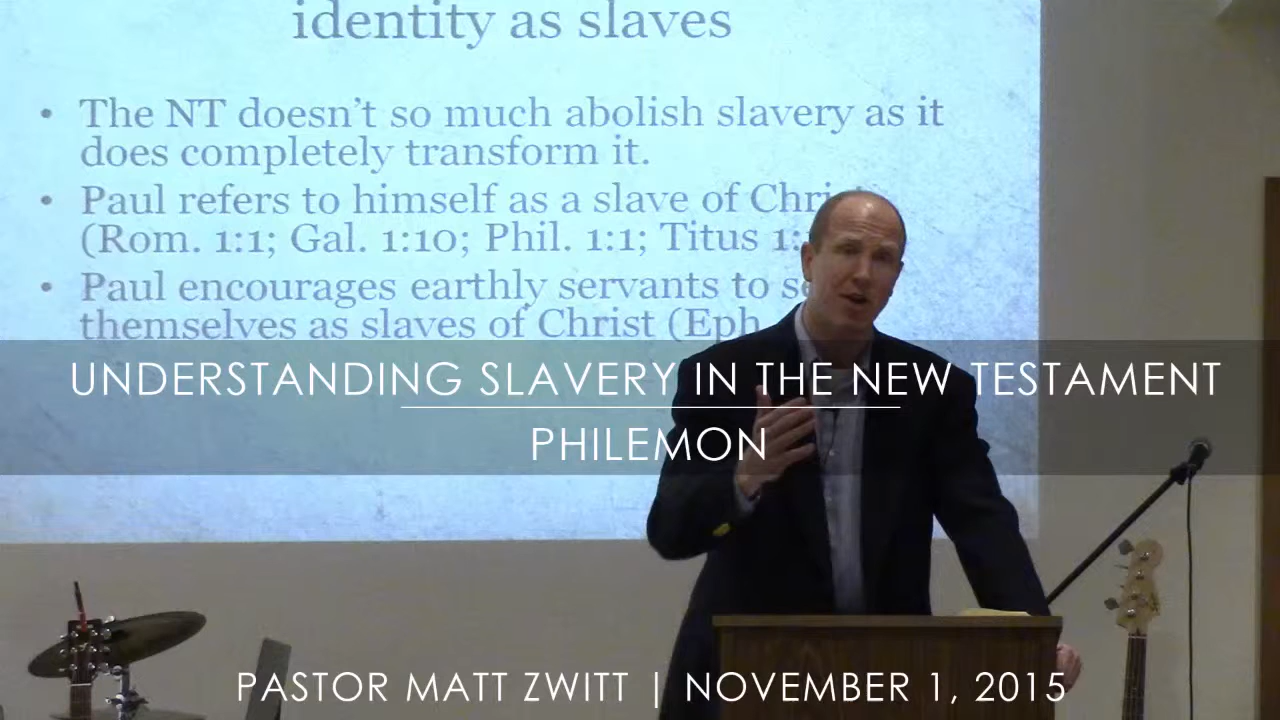 identity as slaves
• The NT doesn't so much abolish slavery as it
does completely transform it.
• Paul refers to himself as a slave of
(Rom. 1:1; Gal. 1:10; Phil. 1:1; Titus
• Paul encourages earthly servants to
themselves as slaves of Christ (Eph
UNDERSTANDING SLAVERY IN THE NEW TESTAMENT
PHILEMON
PASTOR MATT ZWITT | NOVEMBER 1, 2015